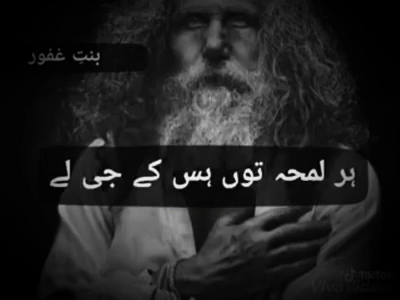 بنتِ غفور
ہر لمحہ توں ہس کے جی لے